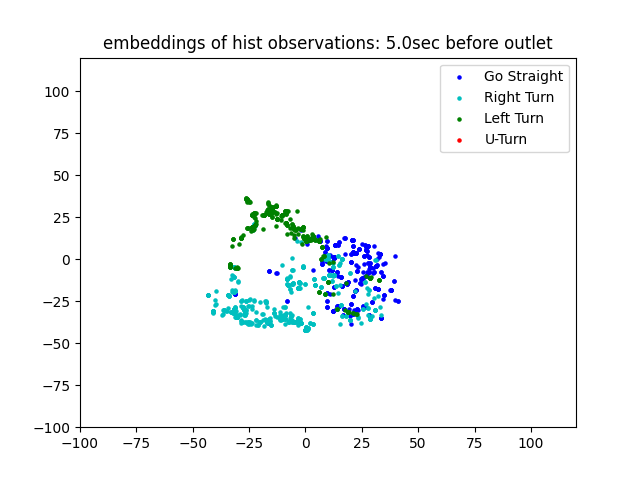 embeddings of hist observations: 5.0sec before outlet
Go Straight
Right Turn
Left Turn
U-Turn
100
75
50
25
0
−25
−50
−75
−100
−100 −75 −50 −25 0 25 50 75 100